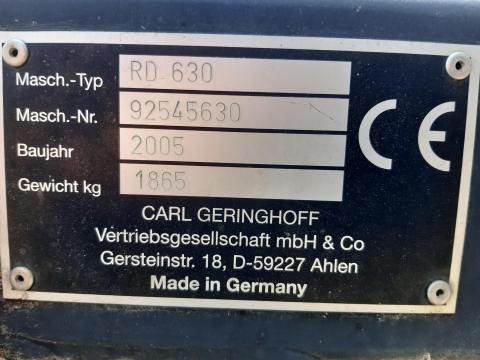 Masch.-Typ RD 630
Masch.-Nr. 92545630
Baujahr 2005
Gewicht kg 1865
CE
CARL GERINGHOFF
Vertriebsgesellschaft mbH & Co
Gersteinstr. 18, D-59227 Ahlen
Made in Germany